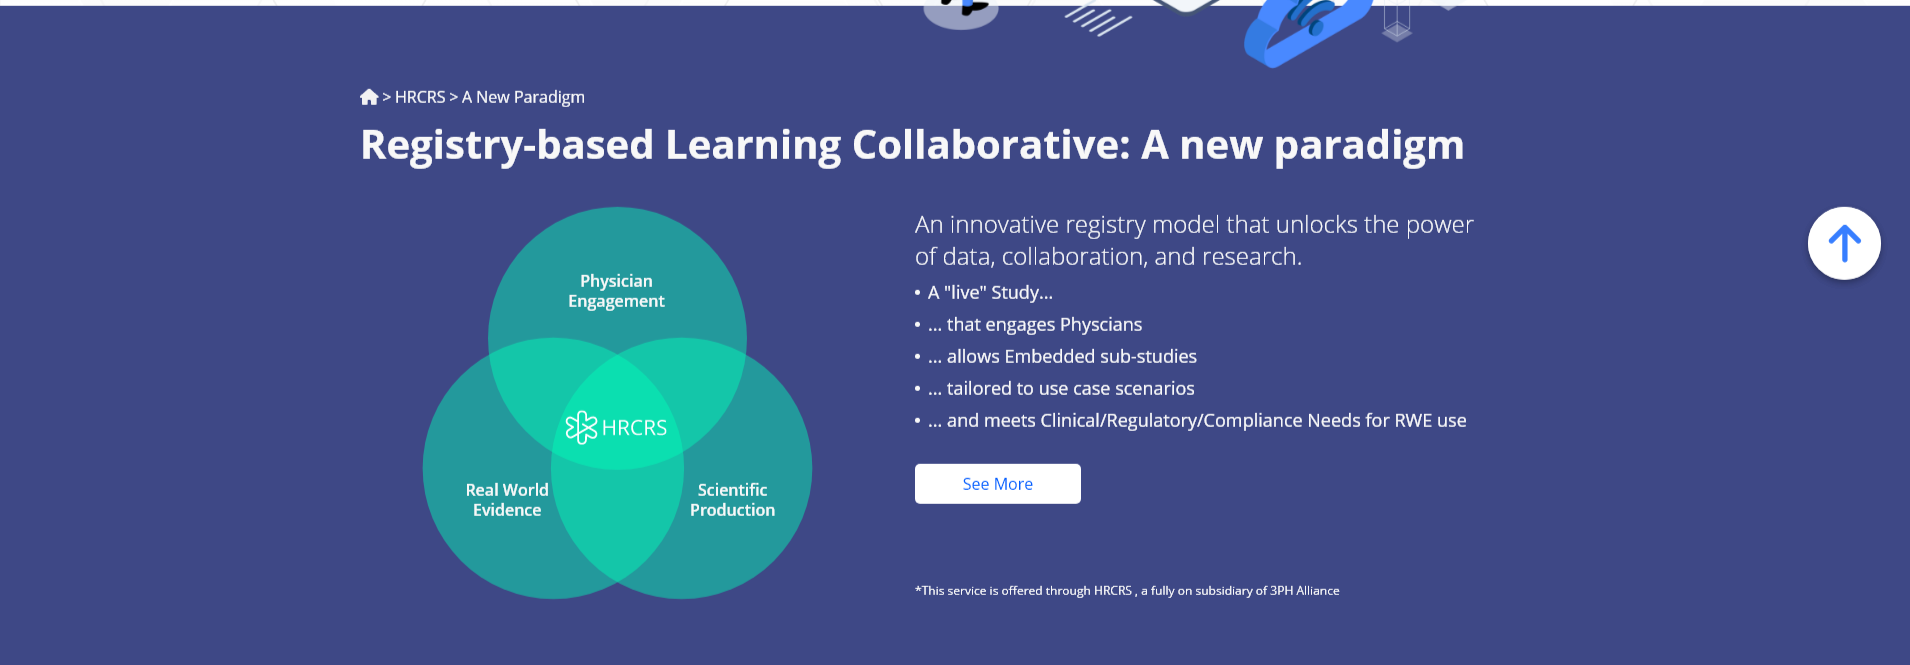 > HRCRS > A New Paradigm
Registry-based Learning Collaborative: A new paradigm
Physician
Engagement
HRCRS
Real World
Evidence
Scientific
Production
An innovative registry model that unlocks the power
of data, collaboration, and research.
• A "live" Study...
• ... that engages Physcians
• ... allows Embedded sub-studies
• ... tailored to use case scenarios
• ... and meets Clinical/Regulatory/Compliance Needs for RWE use
See More
*This service is offered through HRCRS , a fully on subsidiary of 3PH Alliance